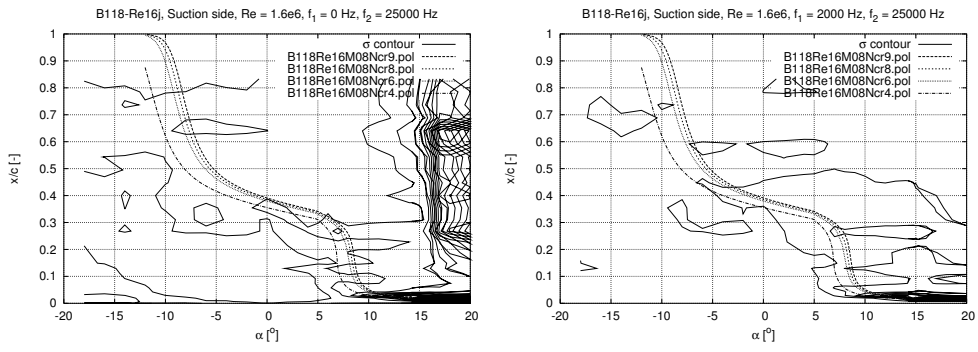 B118-Re16j, Suction side, Re = 1.6e6, f1 = 0 Hz, f2 = 25000 Hz
σ contour
B118Re16M08Ncr9.pol
B118Re16M08Ncr8.pol
B118Re16M08Ncr6.pol
B118Re16M08Ncr4.pol
x/c [-]
1
0.9
0.8
0.7
0.6
0.5
0.4
0.3
0.2
0.1
0
-20 -15 -10 -5 0 5 10 15 20
α [o]
B118-Re16j, Suction side, Re = 1.6e6, f1 = 2000 Hz, f2 = 25000 Hz
σ contour
B118Re16M08Ncr9.pol
B118Re16M08Ncr8.pol
B118Re16M08Ncr6.pol
B118Re16M08Ncr4.pol
x/c [-]
1
0.9
0.8
0.7
0.6
0.5
0.4
0.3
0.2
0.1
0
-20 -15 -10 -5 0 5 10 15 20
α [o]